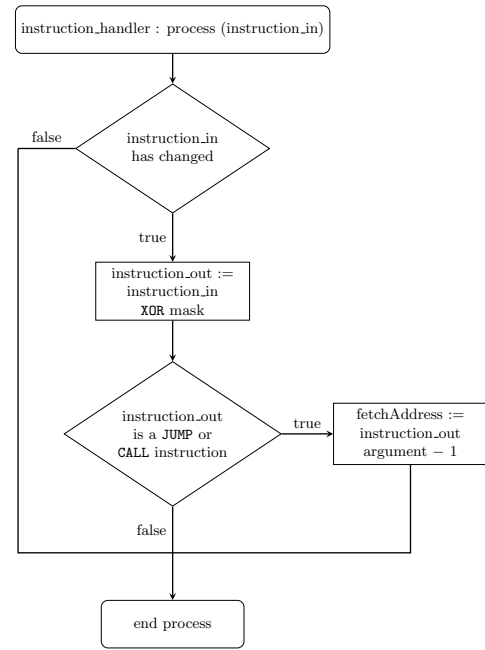 instruction_handler : process (instruction_in)
instruction_in
has changed
false
true
instruction_out :=
instruction_in
XOR mask
instruction_out
is a JUMP or
CALL instruction
true
fetchAddress :=
instruction_out
argument − 1
false
end process